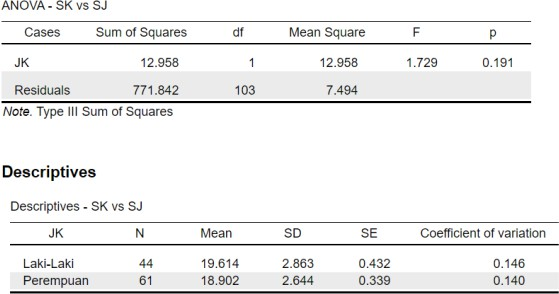 ANOVA - SK vs SJ
Cases Sum of Squares df Mean Square F p
JK 12.958 1 12.958 1.729 0.191
Residuals 771.842 103 7.494
Note. Type III Sum of Squares
Descriptives
Descriptives - SK vs SJ
JK N Mean SD SE Coefficient of variation
Laki-Laki 44 19.614 2.863 0.432 0.146
Perempuan 61 18.902 2.644 0.339 0.140